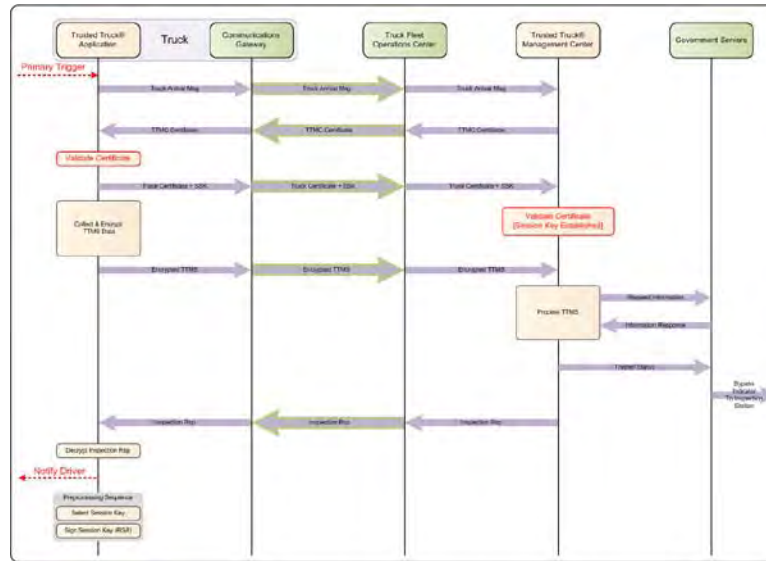 Trusted Truck®
Application
Truck
Communications
Gateway
Truck Fleet
Operations Center
Trusted Truck®
Management Center
Government Servers
Primary Trigger
Truck Arrival Msg
Truck Arrival Msg
Truck Arrival Msg
TTMC Certificate
TTMC Certificate
TTMC Certificate
Validate Certificate
Truck Certificate + SSK
Truck Certificate + SSK
Truck Certificate + SSK
Validate Certificate
[Session Key Established]
Collect & Encrypt
TTMS Data
Encrypted TTMS
Encrypted TTMS
Encrypted TTMS
Process TTMS
Request Information
Information Response
Status
Bypass
Indicator
To Inspection
Station
Inspection Rsp
Inspection Rsp
Inspection Rsp
Decrypt Inspection Rsp
Notify Driver
Preprocessing Sequence
Select Session Key
Sign Session Key (RSA)